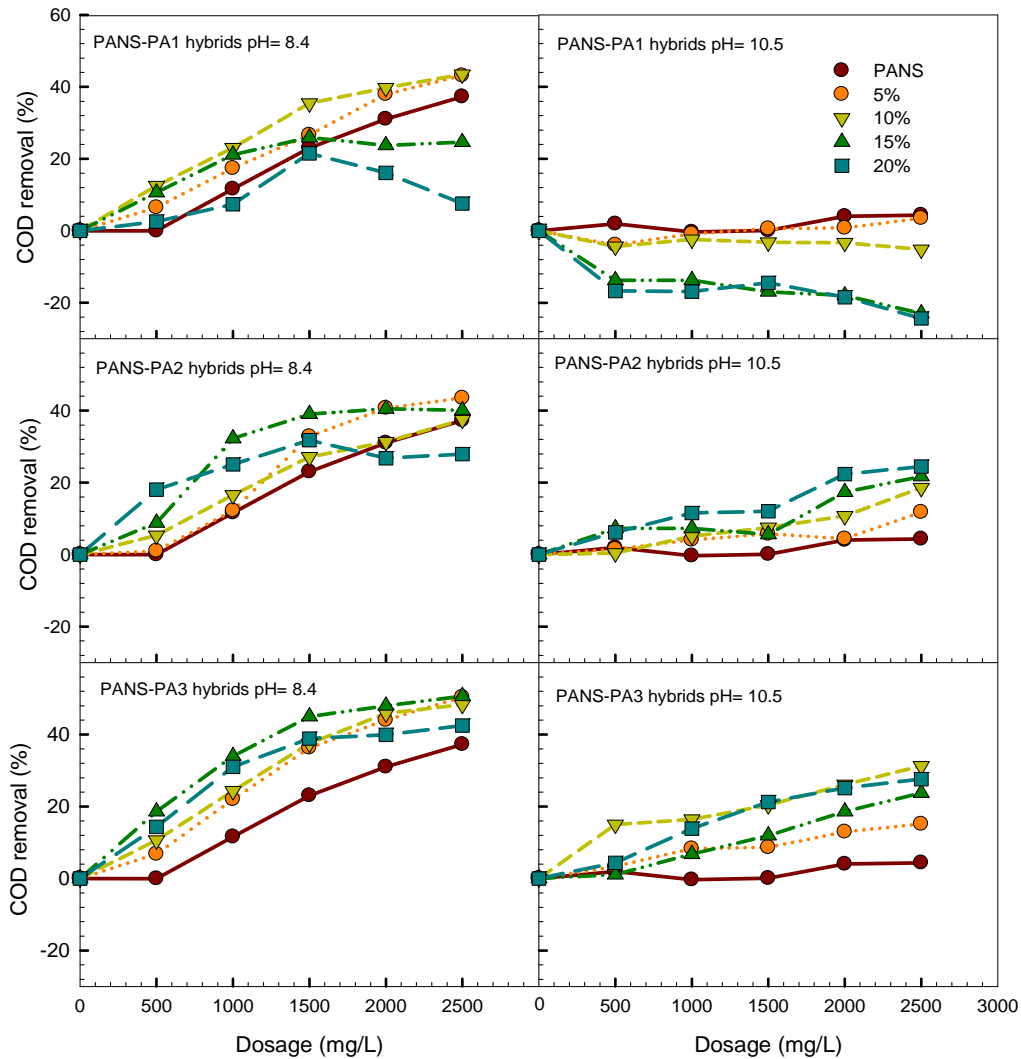 60
PANS-PA1 hybrids pH= 8.4
40
20
0
-20
COD removal (%)
PANS-PA1 hybrids pH= 10.5
PANS
5%
10%
15%
20%
PANS-PA2 hybrids pH= 8.4
40
20
0
-20
COD removal (%)
PANS-PA2 hybrids pH= 10.5
PANS-PA3 hybrids pH= 8.4
40
20
0
-20
COD removal (%)
PANS-PA3 hybrids pH= 10.5
0 500 1000 1500 2000 2500
0 500 1000 1500 2000 2500 3000
Dosage (mg/L)
Dosage (mg/L)